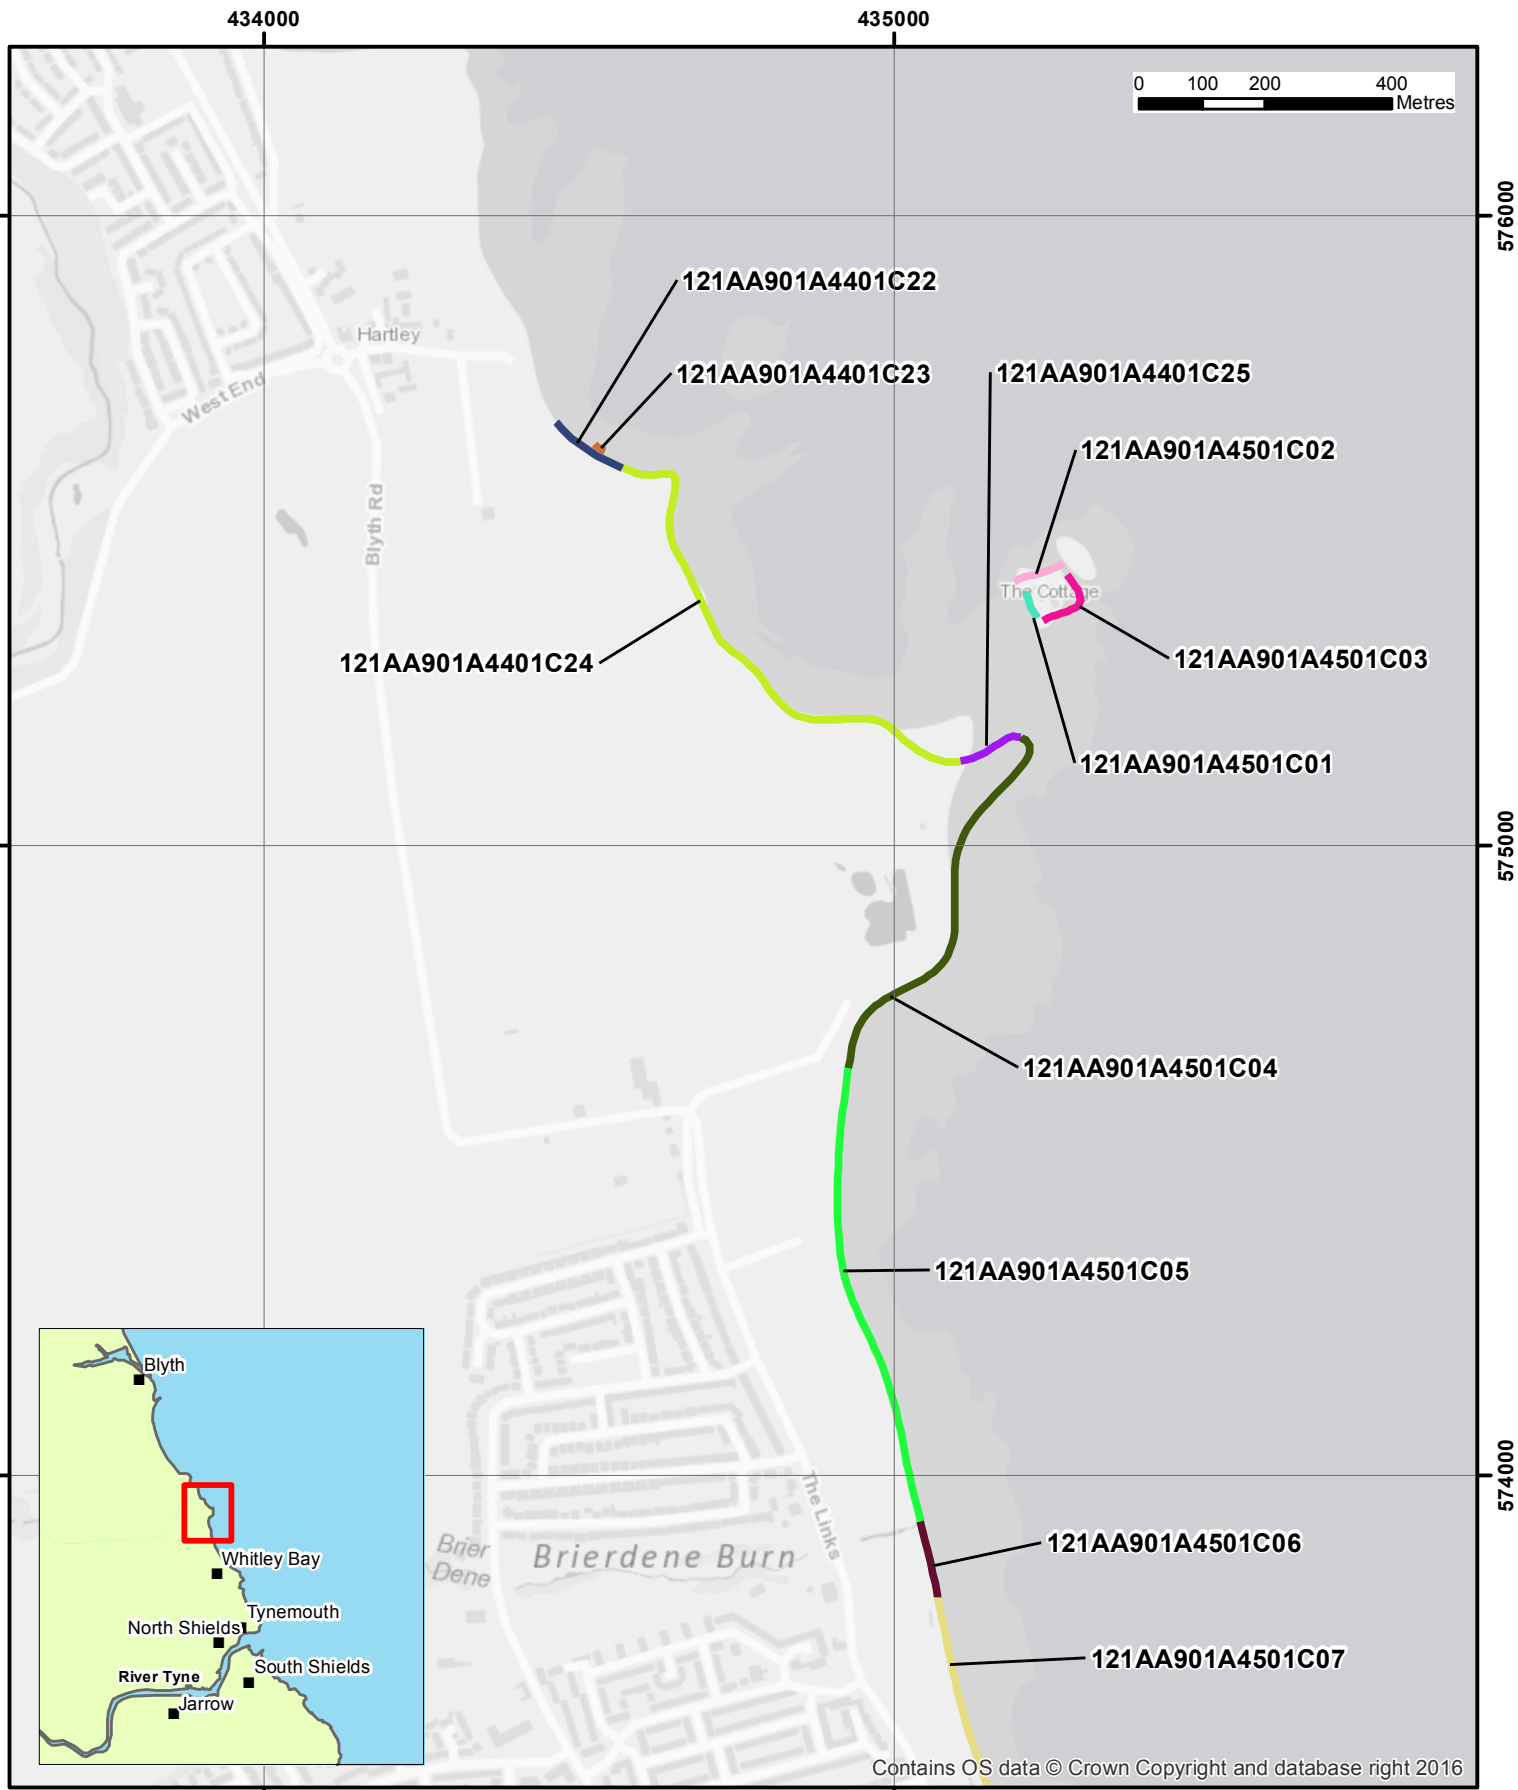 434000
435000
0 100 200 400
Metres
576000
121AA901A4401C22
Hartley
121AA901A4401C23
121AA901A4401C25
West End
121AA901A4501C02
Blyth Rd
The Cottage
121AA901A4401C24
121AA901A4501C03
121AA901A4501C01
575000
121AA901A4501C04
121AA901A4501C05
Blyth
574000
The Links
Brier
Dene
Brierdene Burn
121AA901A4501C06
Whitley Bay
Tynemouth
North Shields
121AA901A4501C07
South Shields
River Tyne
Jarrow
Contains OS data © Crown Copyright and database right 2016